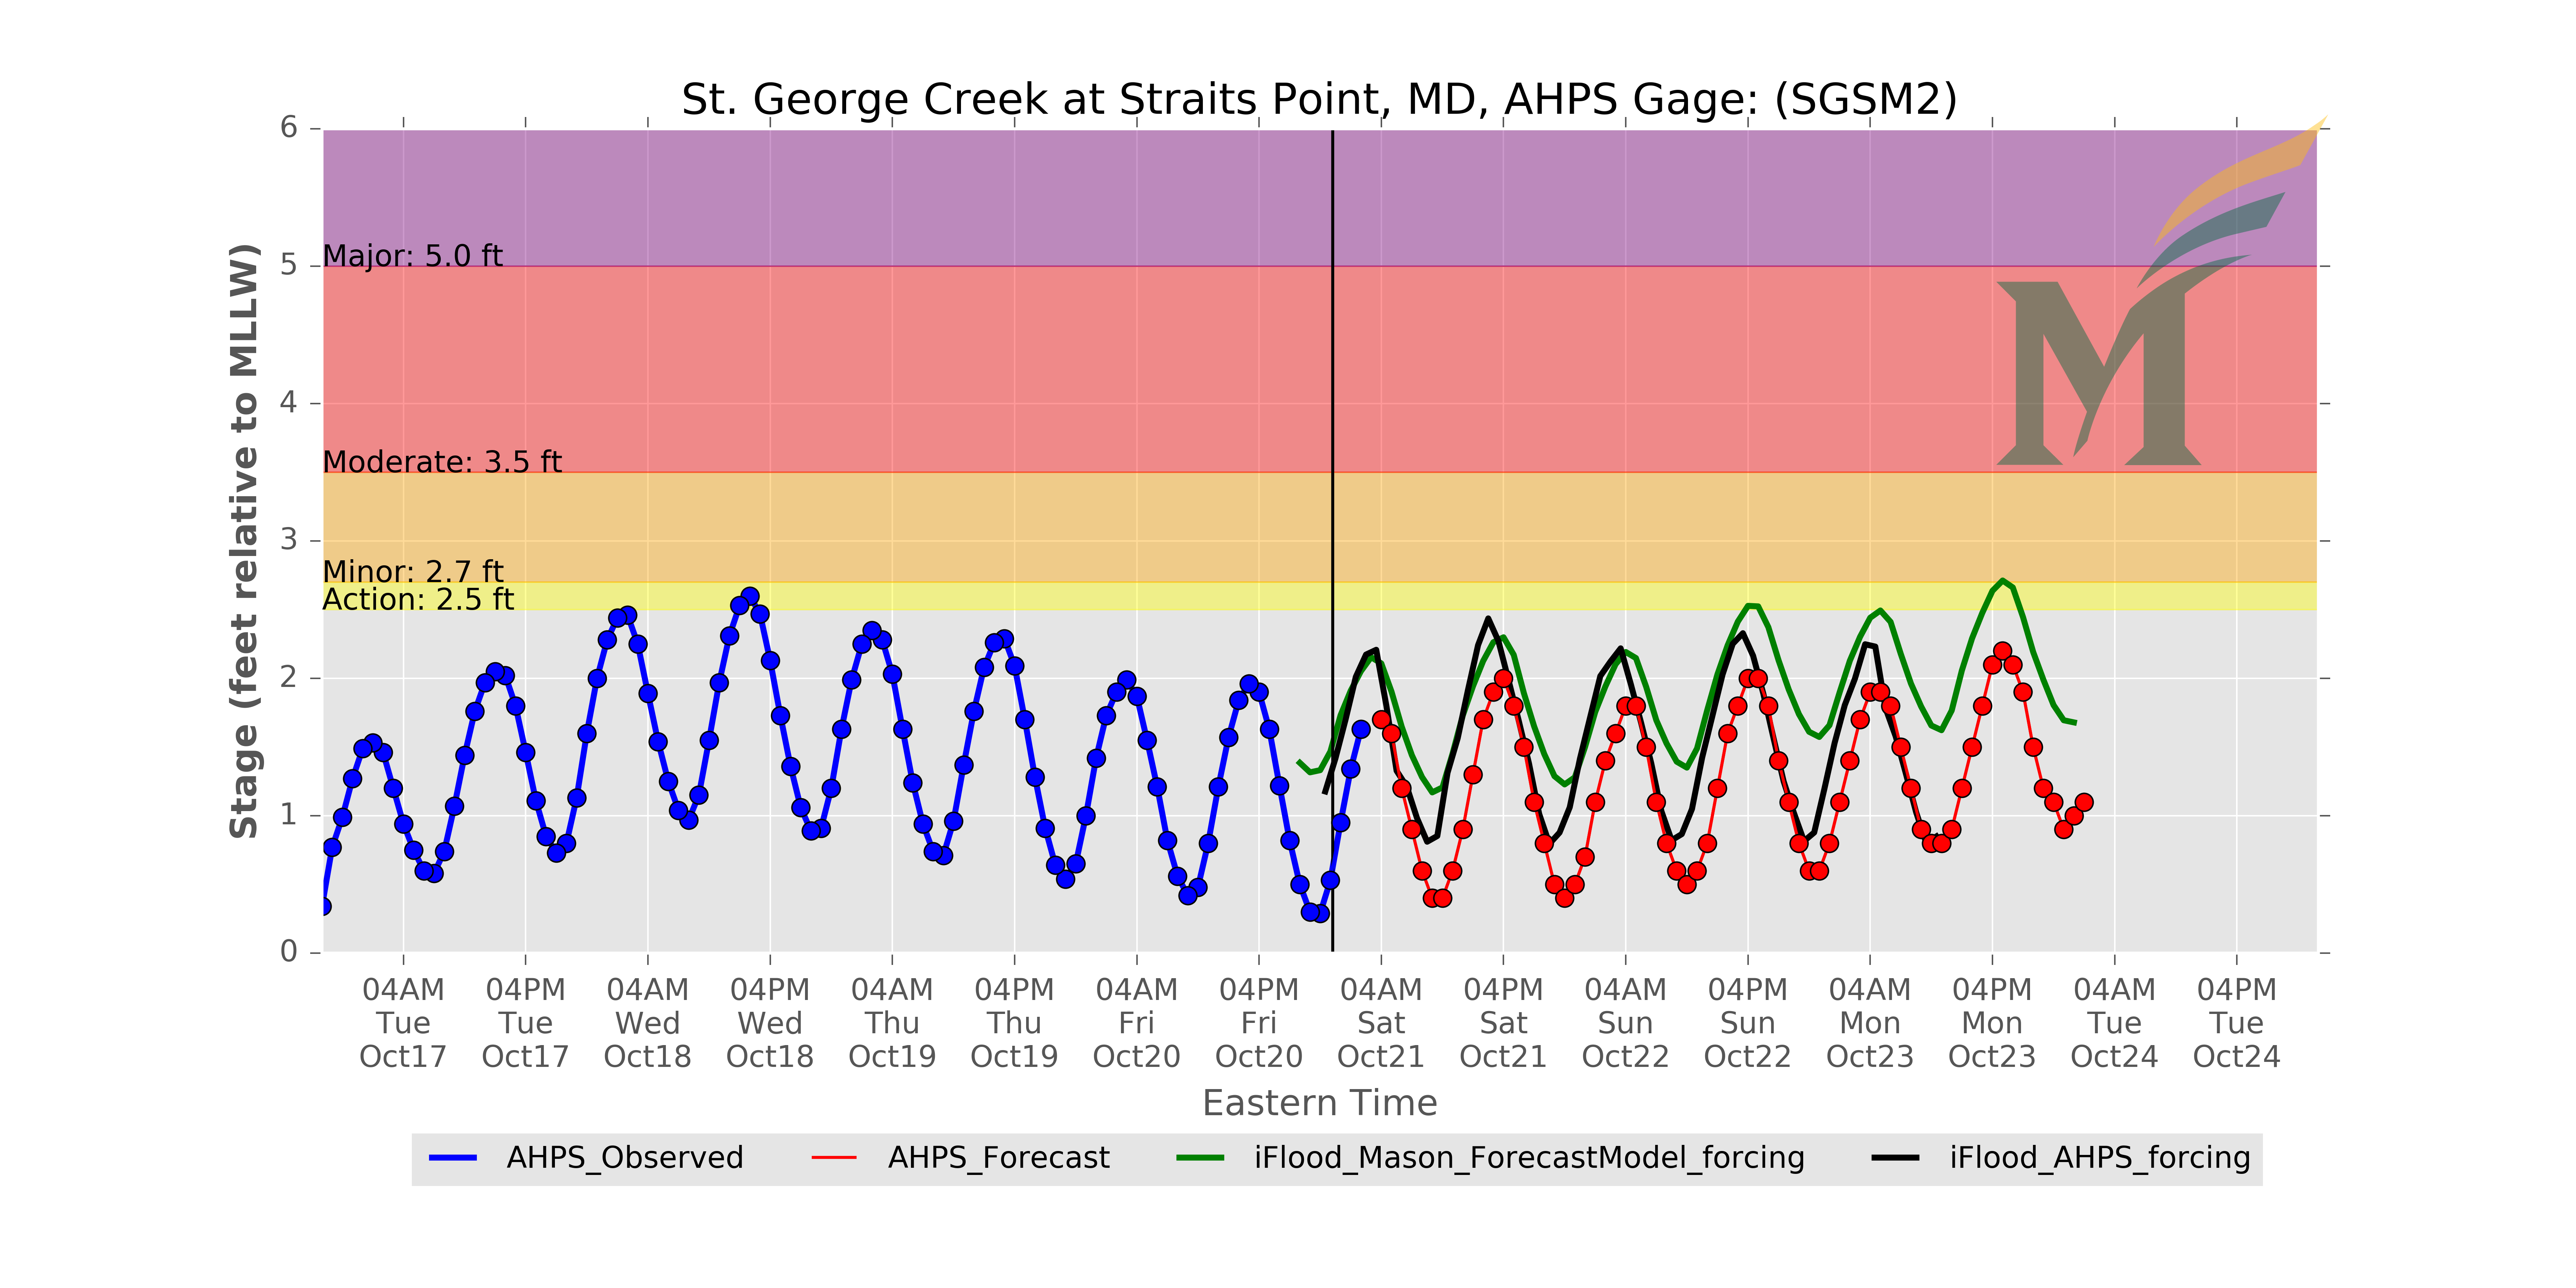 St. George Creek at Straits Point, MD, AHPS Gage: (SGSM2)
Stage (feet relative to MLLW)
6
5
4
3
2
1
0
Major: 5.0 ft
Moderate: 3.5 ft
Minor: 2.7 ft
Action: 2.5 ft
M
04AM 04PM 04AM 04PM 04AM 04PM 04AM 04PM 04AM 04PM 04AM 04PM 04AM 04PM 04AM 04PM
Tue Tue Wed Wed Thu Thu Fri Fri Sat Sat Sun Sun Mon Mon Tue Tue
Oct17 Oct17 Oct18 Oct18 Oct19 Oct19 Oct20 Oct20 Oct21 Oct21 Oct22 Oct22 Oct23 Oct23 Oct24 Oct24
Eastern Time
AHPS_Observed AHPS_Forecast iFlood_Mason_ForecastModel_forcing iFlood_AHPS_forcing